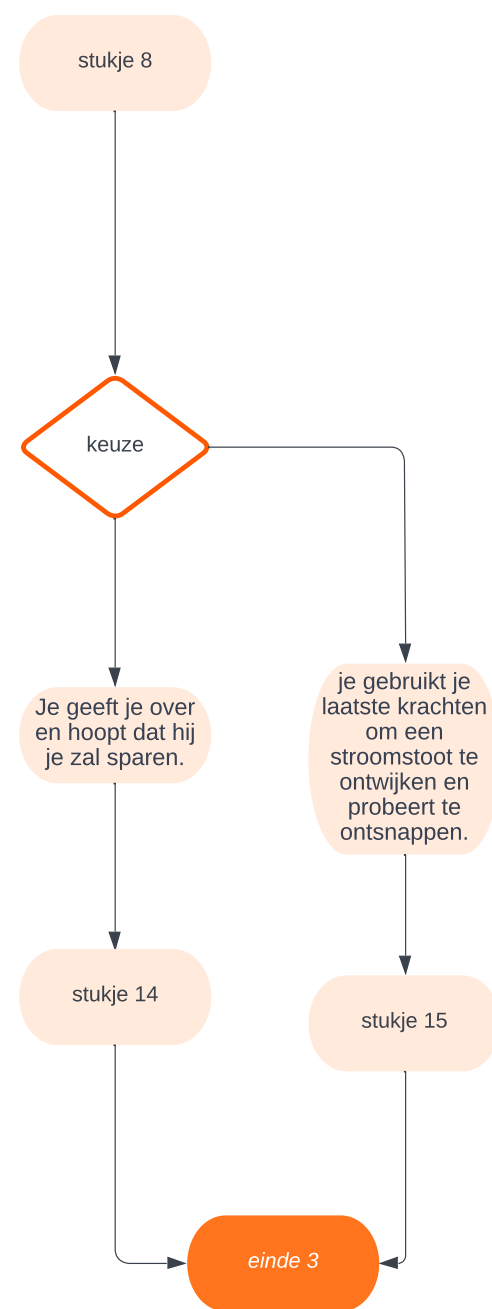 stukje 8
keuze
Je geeft je over
en hoopt dat hij
je zal sparen.
je gebruikt je
laatste krachten
om een
stroomstoot te
ontwijken en
probeert te
ontsnappen.
stukje 14
stukje 15
einde 3